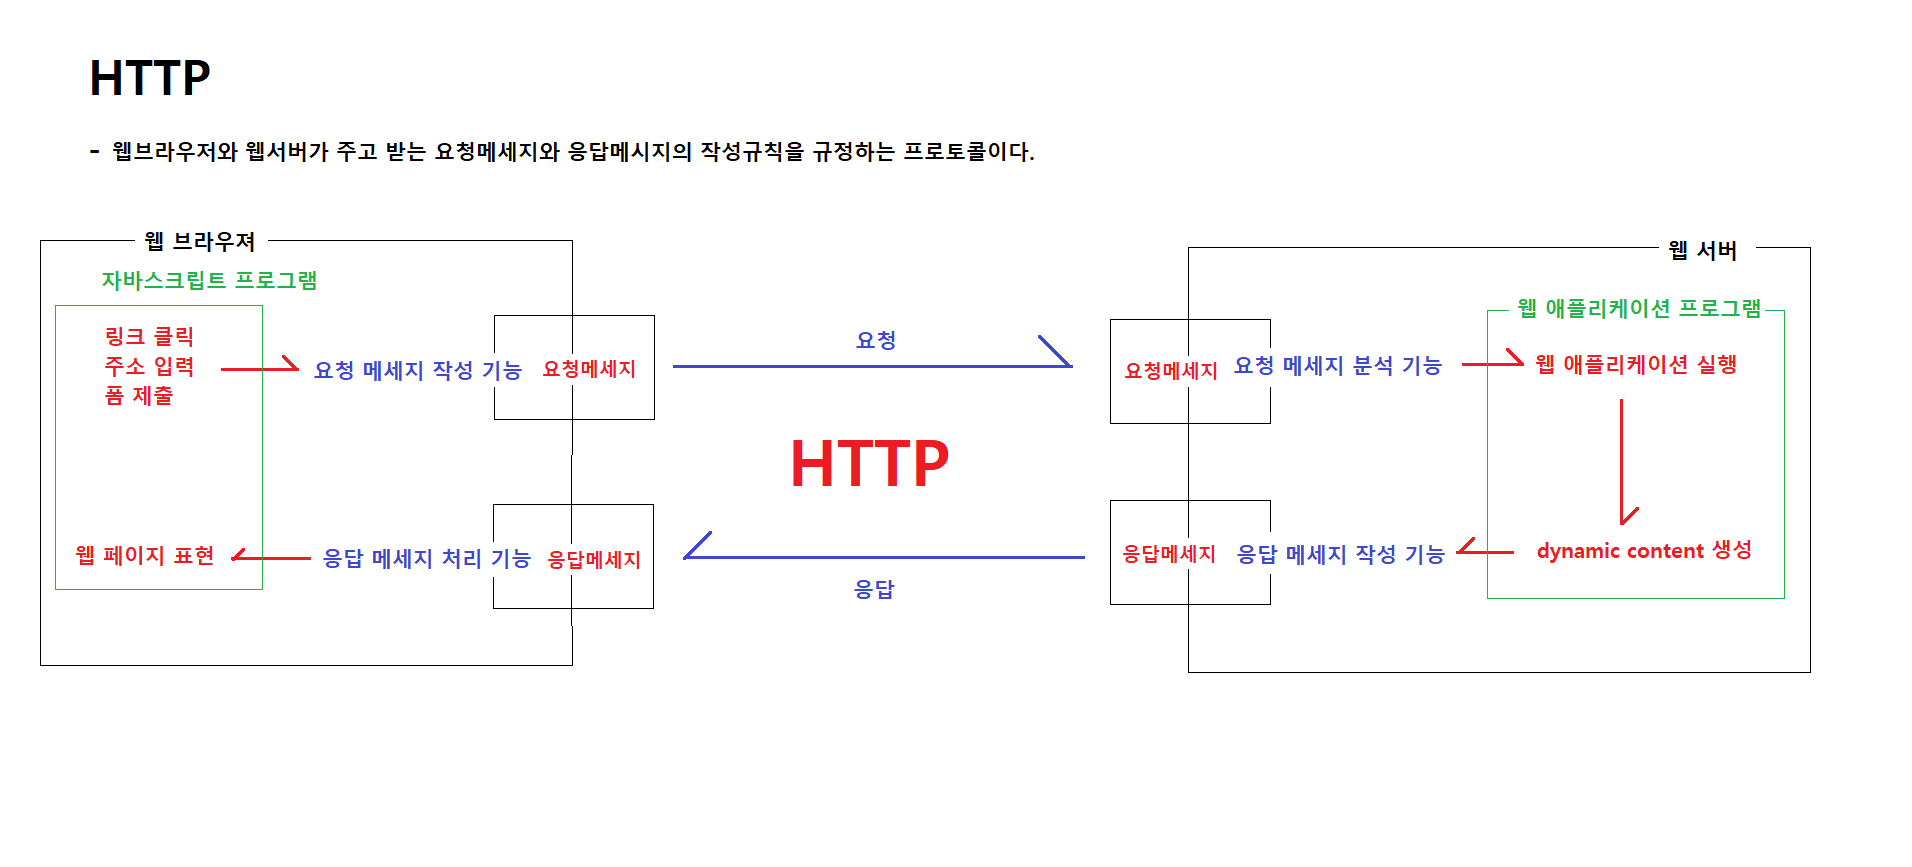 HTTP
- 웹브라우저와 웹서버가 주고 받는 요청메세지와 응답메시지의 작성규칙을 규정하는 프로토콜이다.
웹 브라우져
자바스크립트 프로그램
링크 클릭
주소 입력
폼 제출
요청 메세지 작성 기능
요청메세지
요청
웹 서버
웹 애플리케이션 프로그램
요청메세지
요청 메세지 분석 기능
웹 애플리케이션 실행
HTTP
웹 페이지 표현
응답 메세지 처리 기능
응답메세지
응답
응답메세지
응답 메세지 작성 기능
dynamic content 생성